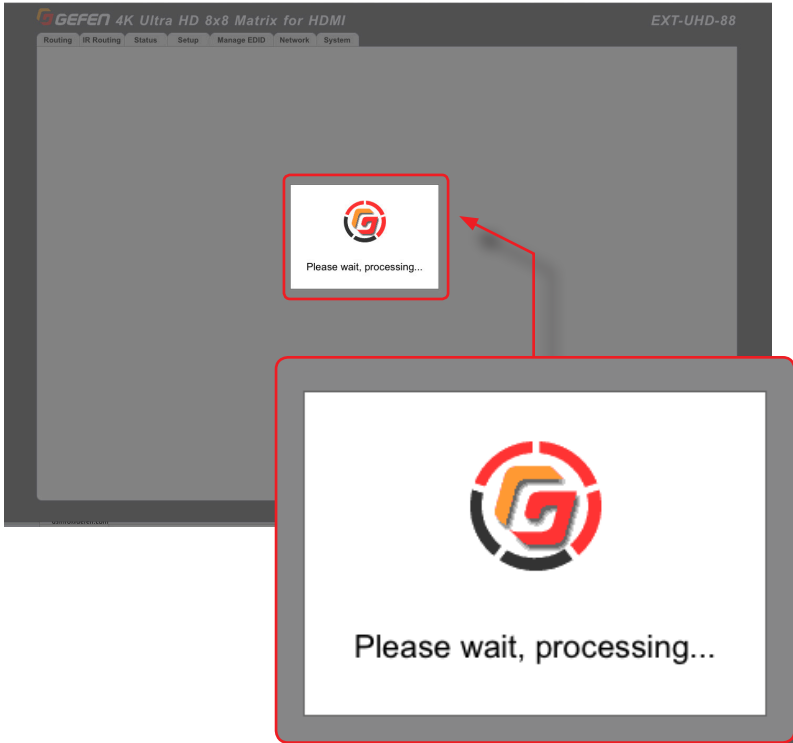 GEFEN 4K Ultra HD 8x8 Matrix for HDMI EXT-UHD-88
Routing IR Routing Status Setup Manage EDID Network System
Please wait, processing...
Please wait, processing...